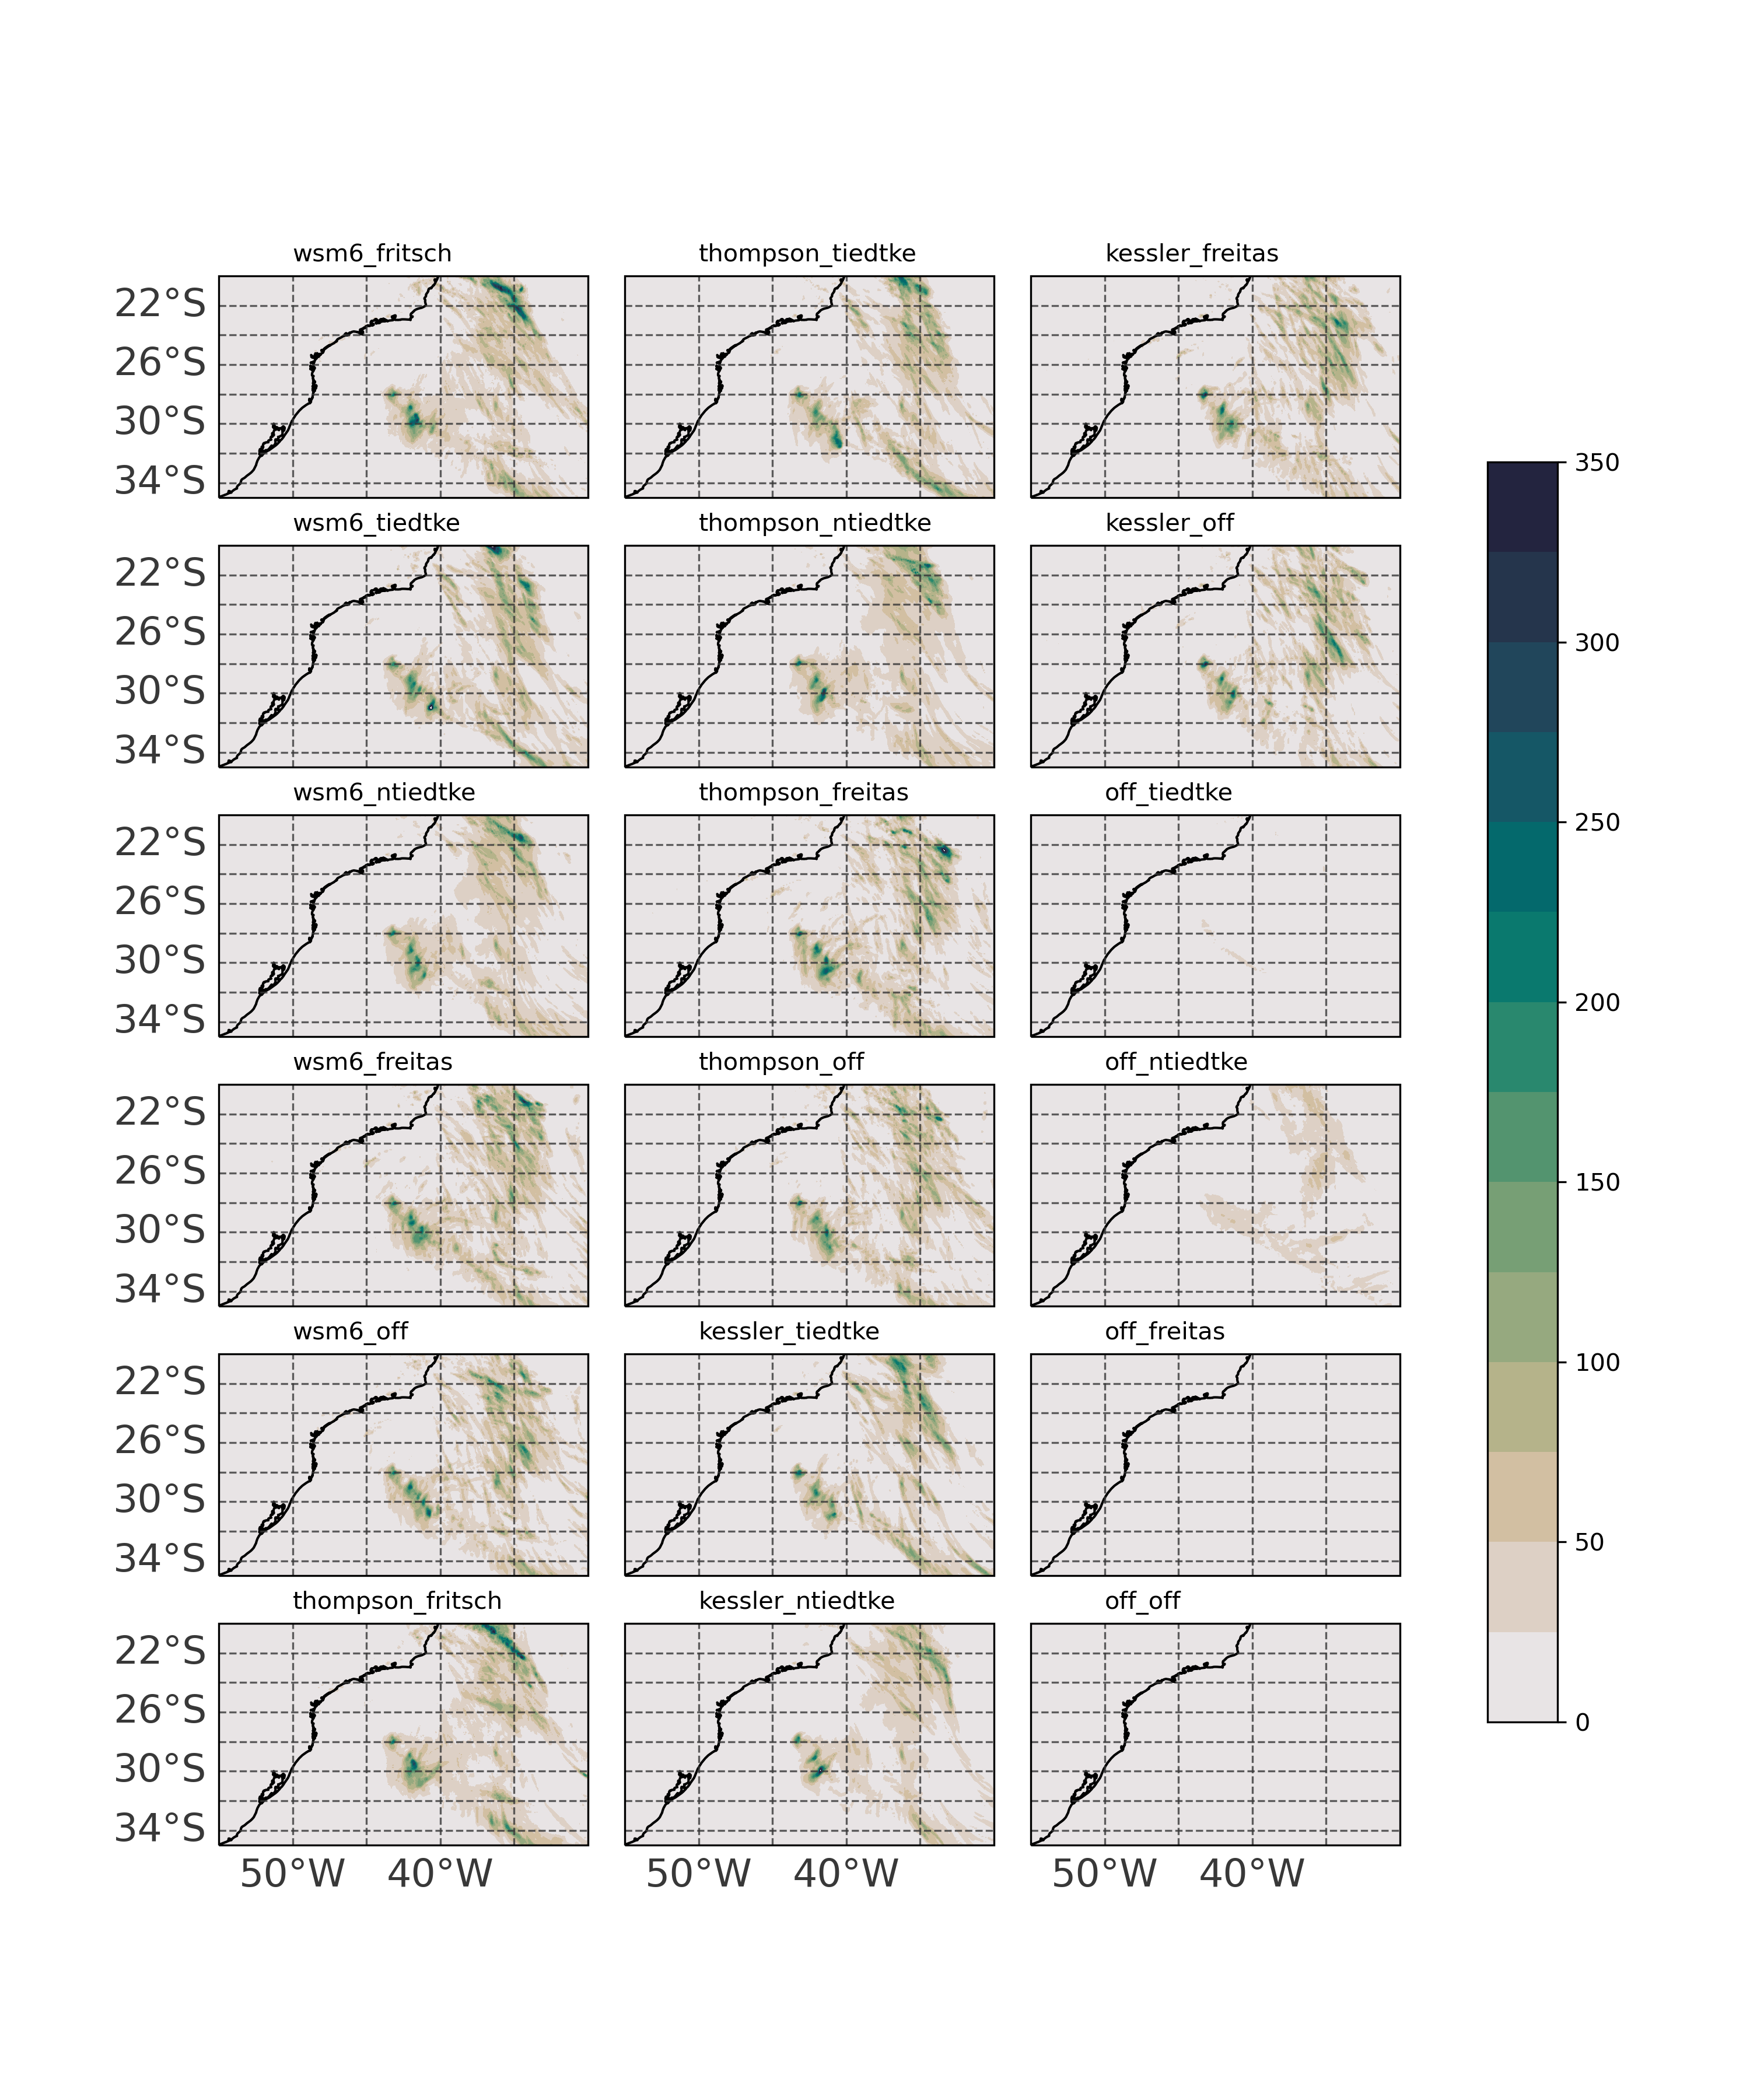 wsm6_fritsch thompson_tiedtke kessler_freitas
22°S
26°S
30°S
34°S
350
wsm6_tiedtke thompson_ntiedtke kessler_off
22°S
26°S
30°S
34°S
300
wsm6_ntiedtke thompson_freitas off_tiedtke
250
22°S
26°S
30°S
34°S
200
wsm6_freitas thompson_off off_ntiedtke
22°S
26°S
150
30°S
34°S
wsm6_off kessler_tiedtke off_freitas
100
22°S
26°S
30°S
50
34°S
thompson_fritsch kessler_ntiedtke off_off
22°S
26°S
0
30°S
34°S
50°W 40°W 50°W 40°W 50°W 40°W